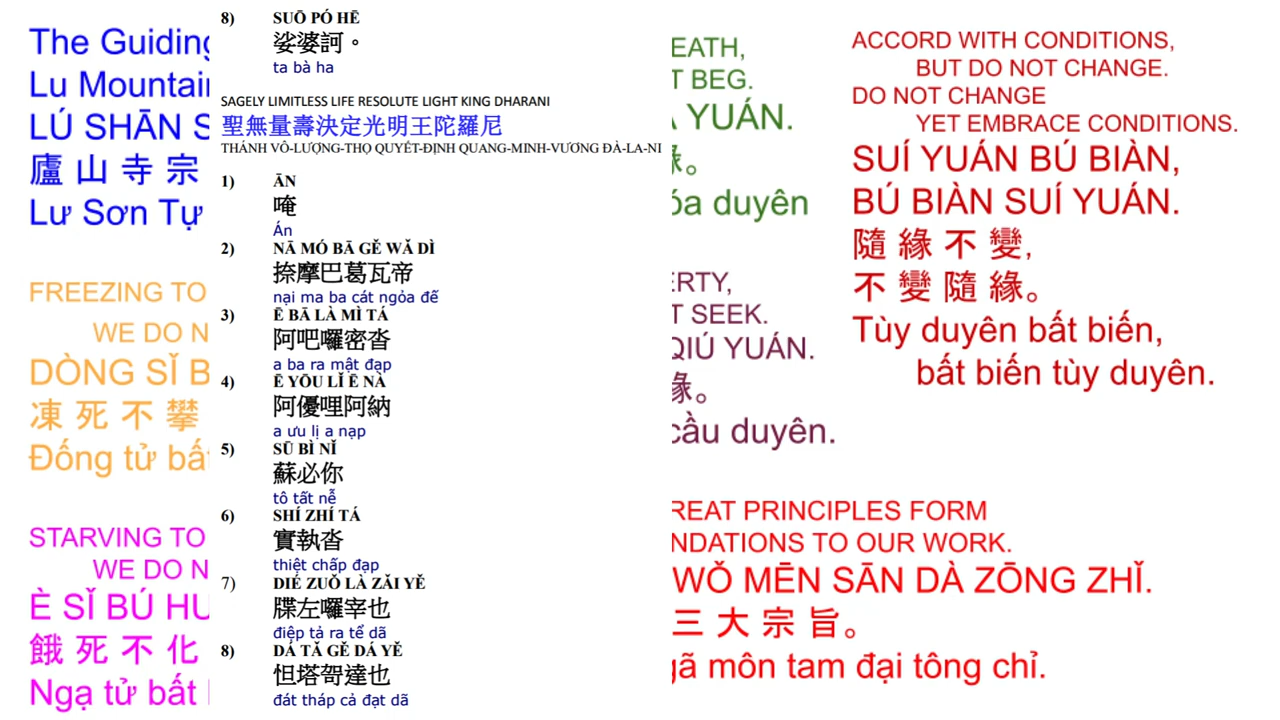 The Guiding
Lu Mountain
LÚ SHĀN S
廬 山 寺 宗
Lư Sơn Tự
FREEZING TO
WE DO N
DÒNG SǏ B
凍 死 不 攀
Đống tử bất
STARVING TO
WE DO N
È SǏ BÚ HU
餓 死 不 化
Ngạ tử bất
8) SUŌ PÓ HĒ
娑婆訶。
ta bà ha
SAGELY LIMITLESS LIFE RESOLUTE LIGHT KING DHARANI
聖無量壽決定光明王陀羅尼
THÁNH VÔ-LƯỢNG-THỌ QUYẾT-ĐỊNH QUANG-MINH-VƯƠNG ĐÀ-LA-NI
1) ĀN
唵
Án
2) NĀ MÓ BĀ GĚ WǍ DÌ
捺摩巴葛瓦帝
nại ma ba cát ngỏa đế
3) Ē BĀ LÀ MÌ TÁ
阿吧囉密沓
a ba ra mật đạp
4) Ē YŌU LǏ Ē NÀ
阿優哩阿納
a ưu lị a nạp
5) SŪ BÌ NǏ
蘇必你
tô tất nễ
6) SHÍ ZHÍ TÁ
實執沓
thiệt chấp đạp
7) DIÉ ZUǑ LÀ ZǍI YĚ
牒左囉宰也
điệp tả ra tể dã
8) DÁ TǍ GĚ DÁ YĚ
怛塔哿達也
đát tháp cả đạt dã
EATH,
T BEG.
YUÁN.
緣。
óa duyên
ERTY,
T SEEK.
QIÚ YUÁN.
緣。
cầu duyên.
ACCORD WITH CONDITIONS,
BUT DO NOT CHANGE.
DO NOT CHANGE
YET EMBRACE CONDITIONS.
SUÍ YUÁN BÚ BIÀN,
BÚ BIÀN SUÍ YUÁN.
隨 緣 不 變,
不 變 隨 緣。
Tùy duyên bất biến,
bất biến tùy duyên.
REAT PRINCIPLES FORM
NDATIONS TO OUR WORK.
WǑ MĒN SĀN DÀ ZŌNG ZHǏ.
三 大 宗 旨。
gã môn tam đại tông chỉ.